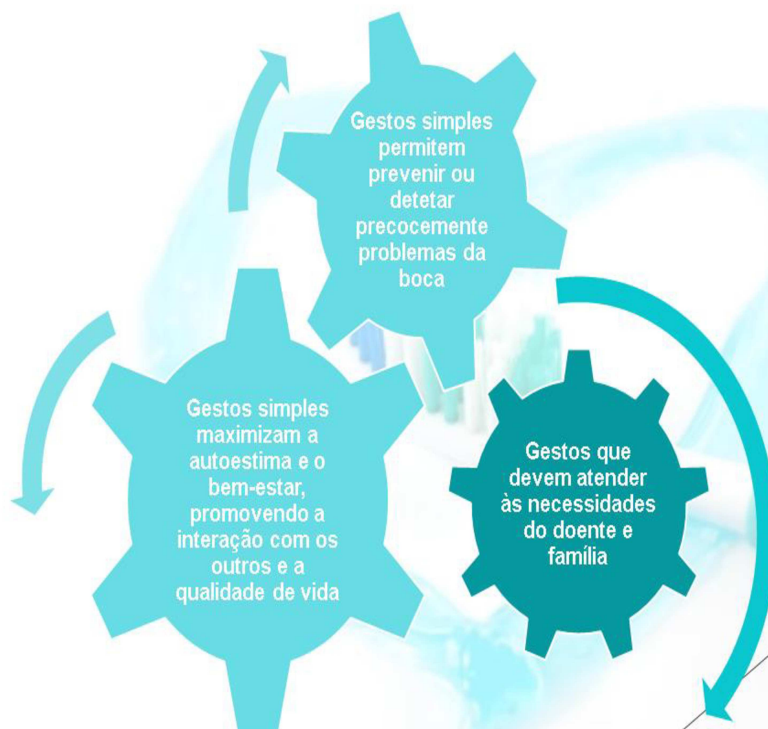 Gestos simples
permitem
prevenir ou
detetar
precocemente
problemas da
boca
Gestos simples
maximizam a
autoestima e o
bem-estar,
promovendo a
interação com os
outros e a
qualidade de vida
Gestos que
devem atender
às necessidades
do doente e
família